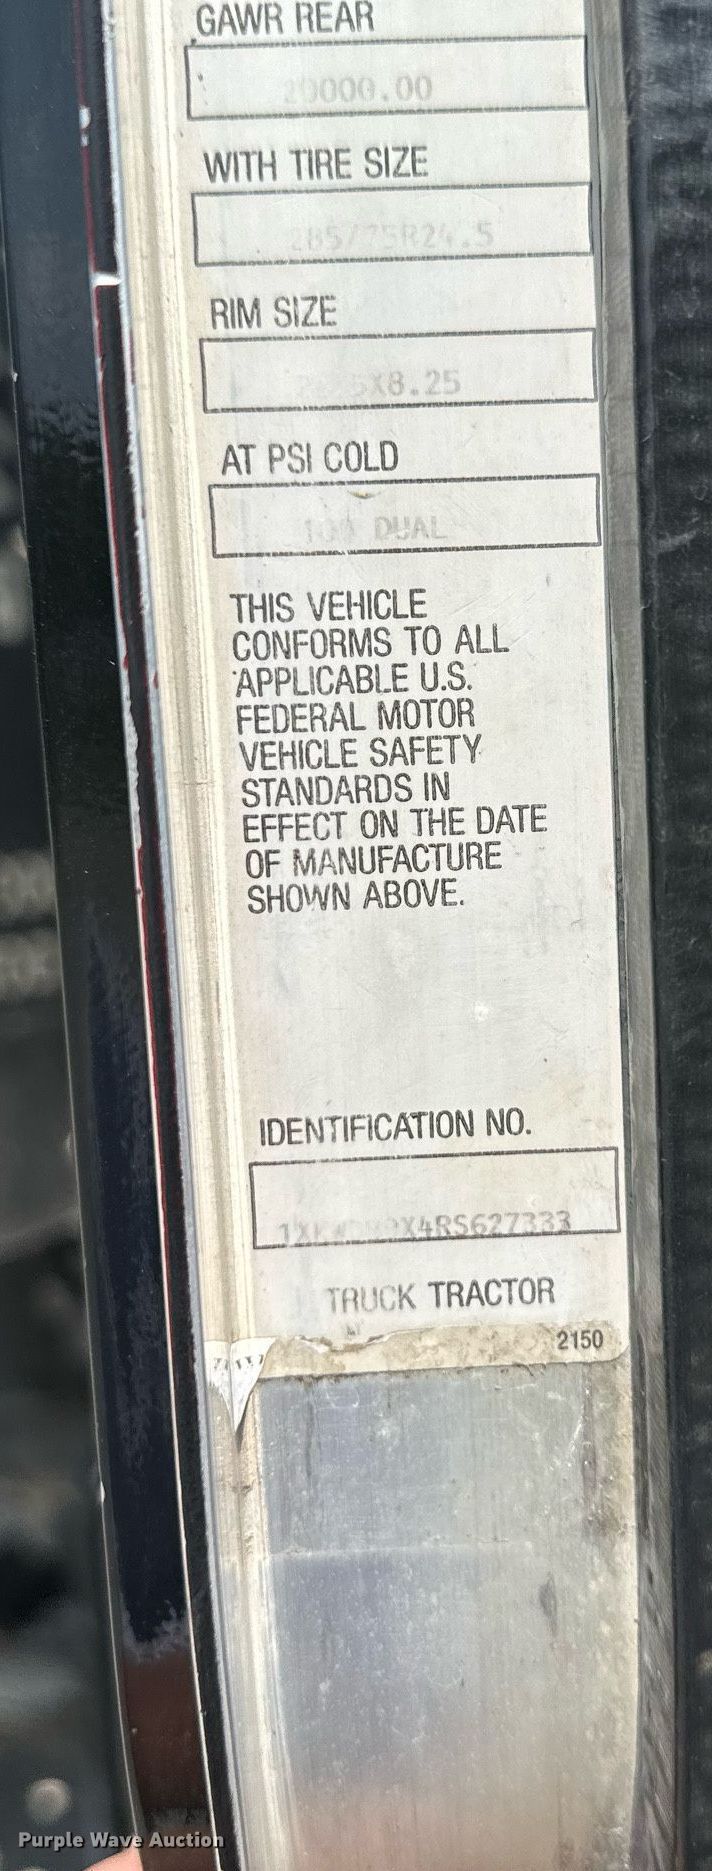 GAWR REAR
20000.00
WITH TIRE SIZE
285/75R24.5
RIM SIZE
AT PSI COLD
DUAL
THIS VEHICLE
CONFORMS TO ALL
APPLICABLE U.S.
FEDERAL MOTOR
VEHICLE SAFETY
STANDARDS IN
EFFECT ON THE DATE
OF MANUFACTURE
SHOWN ABOVE.
IDENTIFICATION NO.
TRUCK TRACTOR
2150
Purple Wave Auction